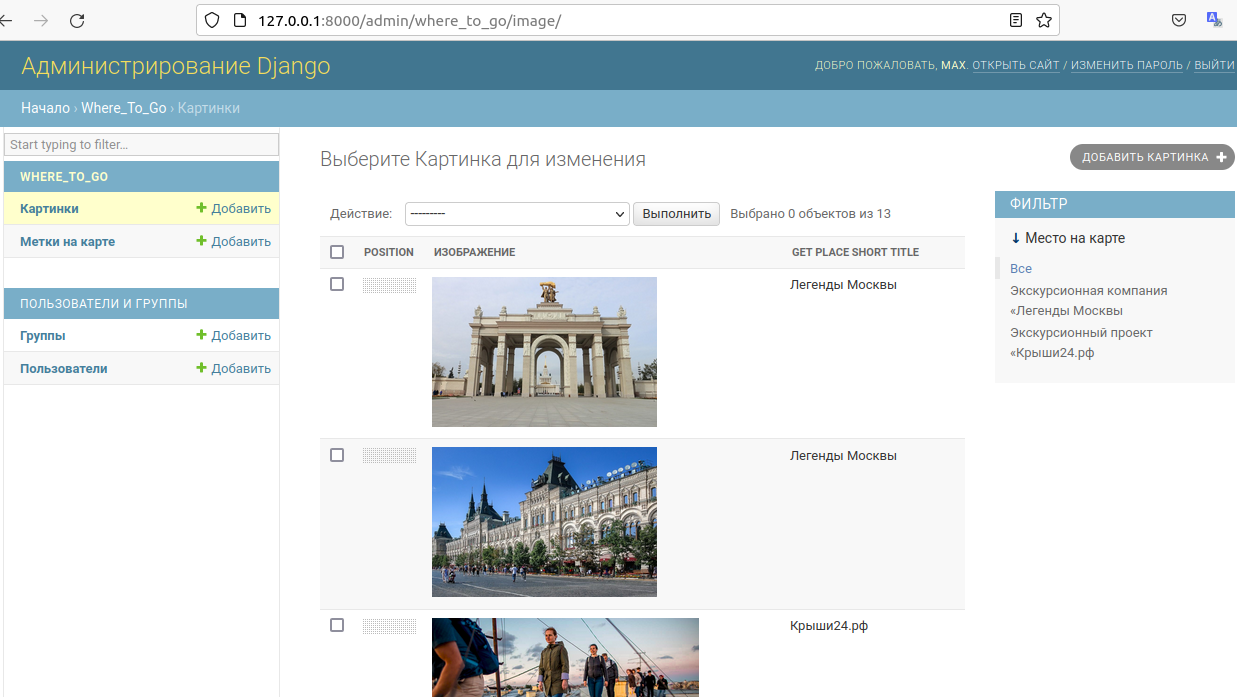 127.0.0.1:8000/admin/where_to_go/image/
Администрирование Django
ДОБРО ПОЖАЛОВАТЬ, MAX. ОТКРЫТЬ САЙТ / ИЗМЕНИТЬ ПАРОЛЬ / ВЫЙТИ
Начало › Where_To_Go › Картинки
Start typing to filter...
WHERE_TO_GO
Картинки Добавить
Метки на карте Добавить
ПОЛЬЗОВАТЕЛИ И ГРУППЫ
Группы Добавить
Пользователи Добавить
Выберите Картинка для изменения
ДОБАВИТЬ КАРТИНКА
Действие: --------- Выполнить Выбрано 0 объектов из 13
POSITION ИЗОБРАЖЕНИЕ GET PLACE SHORT TITLE
Легенды Москвы
Легенды Москвы
Крыши24.рф
ФИЛЬТР
Место на карте
Все
Экскурсионная компания
«Легенды Москвы
Экскурсионный проект
«Крыши24.рф